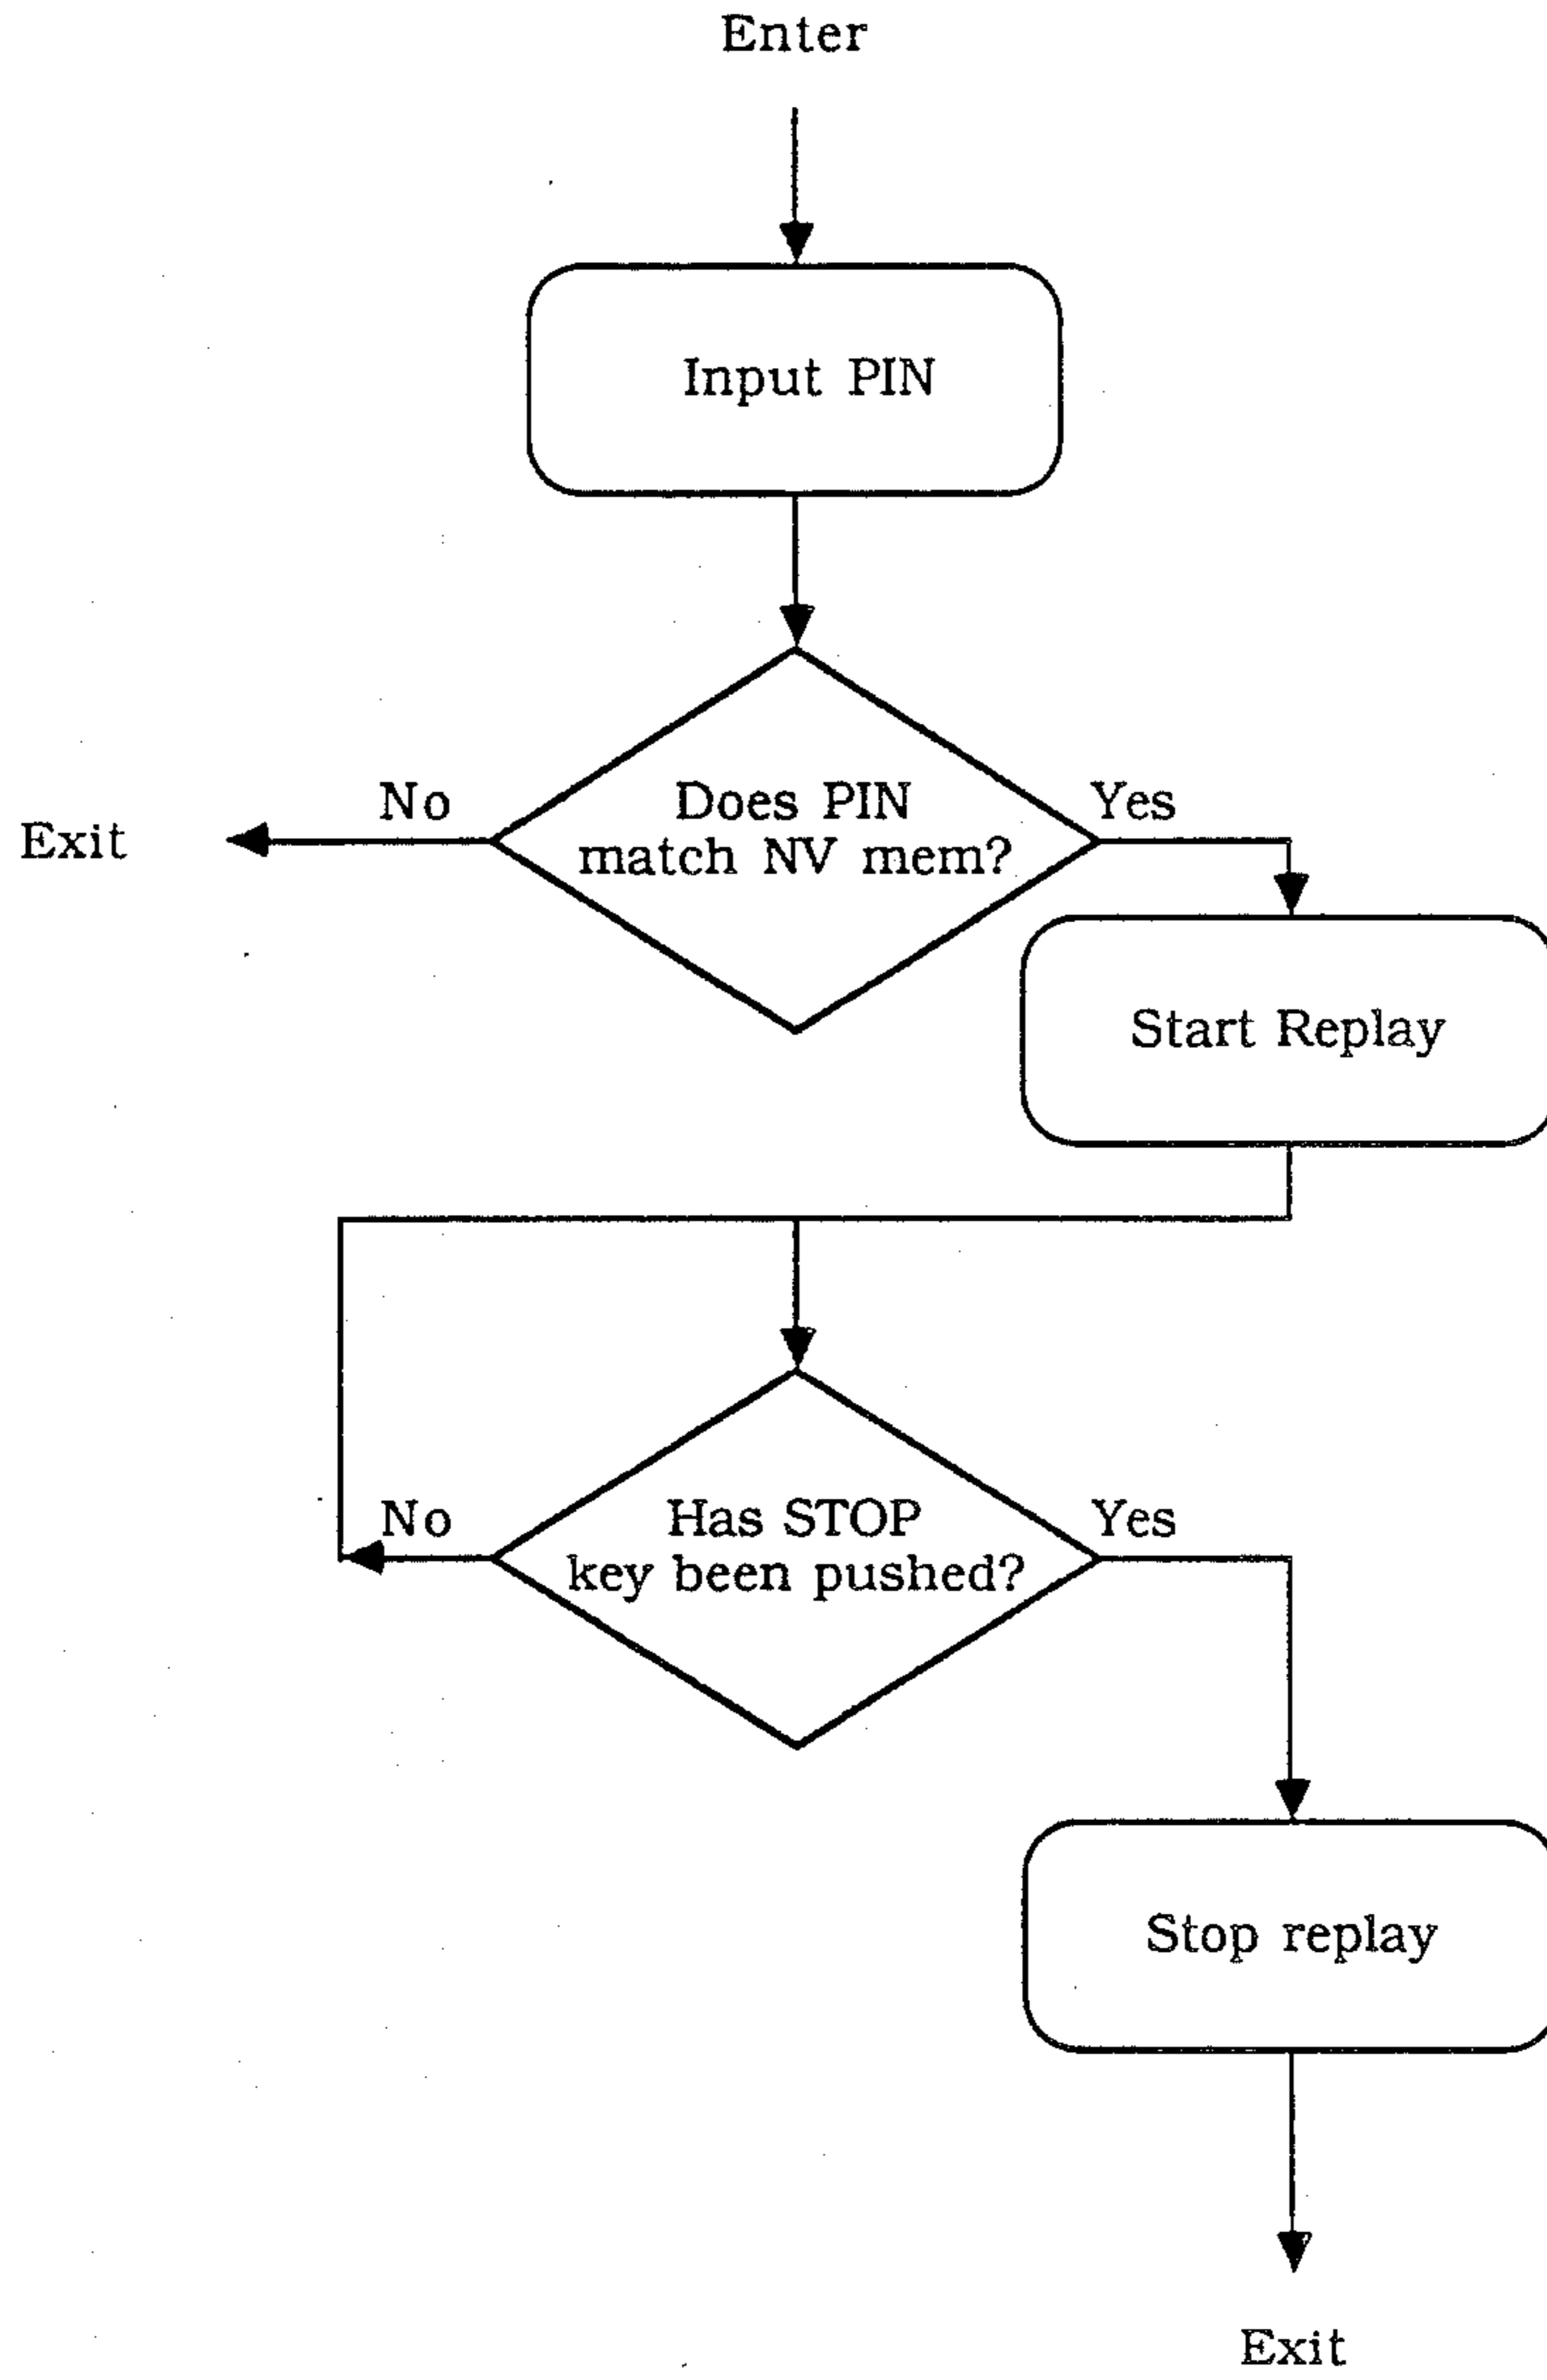 Enter
Input PIN
No
Does PIN
Yes
Exit
match NV mem?
Start Replay
No
Has STOP
Yes
key been pushed?
Stop replay
Exit